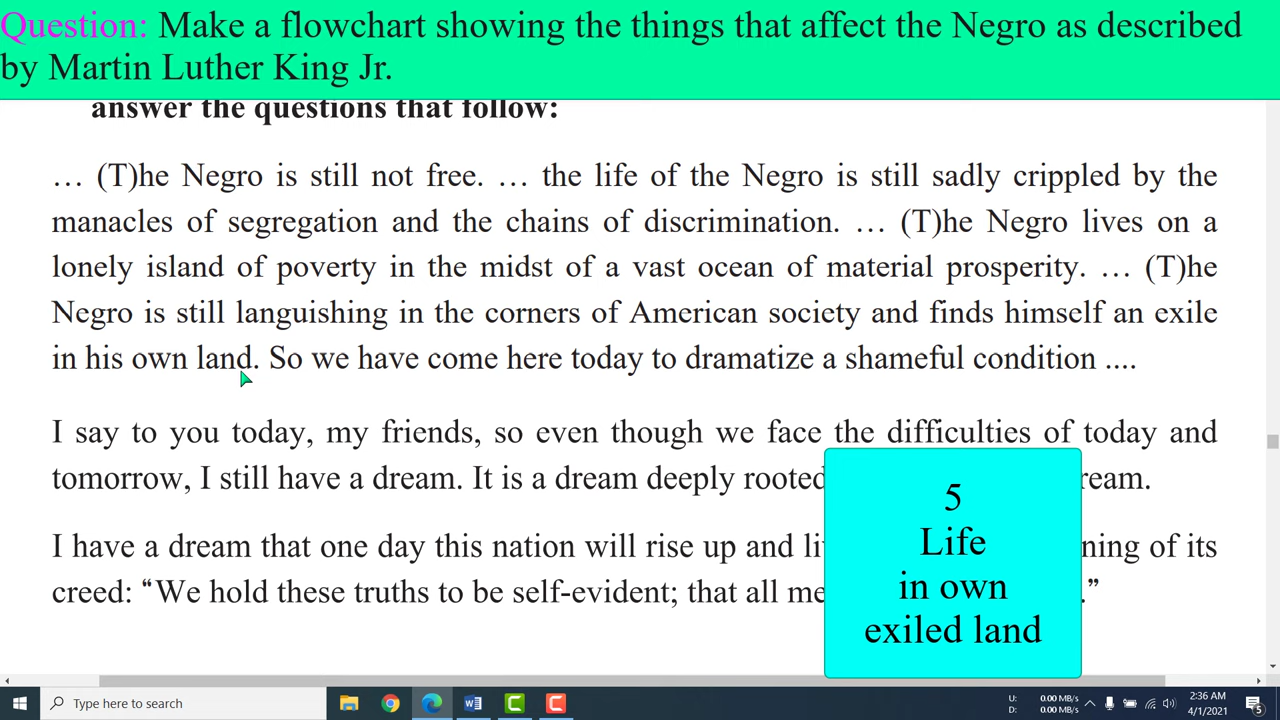 Question: Make a flowchart showing the things that affect the Negro as described
by Martin Luther King Jr.
answer the questions that follow:
… (T)he Negro is still not free. … the life of the Negro is still sadly crippled by the
manacles of segregation and the chains of discrimination. … (T)he Negro lives on a
lonely island of poverty in the midst of a vast ocean of material prosperity. … (T)he
Negro is still languishing in the corners of American society and finds himself an exile
in his own land. So we have come here today to dramatize a shameful condition ....
I say to you today, my friends, so even though we face the difficulties of today and
tomorrow, I still have a dream. It is a dream deeply rooted
I have a dream that one day this nation will rise up and of its
creed: “We hold these truths to be self-evident; that all
5
Life
in own
exiled land
Type here to search
U: 0.00 MB/s
D: 0.00 MB/s
2:36 AM
4/1/2021
5